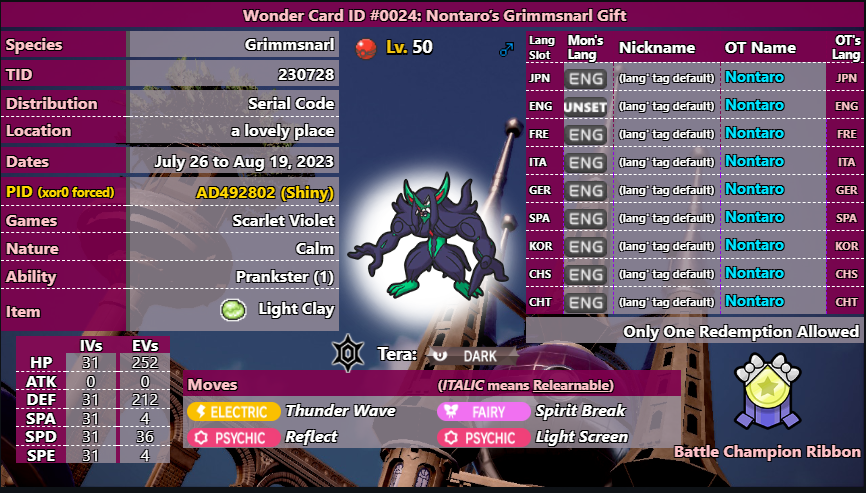 Wonder Card ID #0024: Nontaro's Grimmsnarl Gift
Species Grimmsnarl
TID 230728
Distribution Serial Code
Location a lovely place
Dates July 26 to Aug 19, 2023
PID (xor0 forced) AD492802 (Shiny)
Games Scarlet Violet
Nature Calm
Ability Prankster (1)
Item Light Clay
Lv. 50 ♂
Lang Slot Mon's Lang Nickname OT Name OT's Lang
JPN ENG (lang' tag default) Nontaro JPN
ENG UNSET (lang' tag default) Nontaro ENG
FRE ENG (lang' tag default) Nontaro FRE
ITA ENG (lang' tag default) Nontaro ITA
GER ENG (lang' tag default) Nontaro GER
SPA ENG (lang' tag default) Nontaro SPA
KOR ENG (lang' tag default) Nontaro KOR
CHS ENG (lang' tag default) Nontaro CHS
CHT ENG (lang' tag default) Nontaro CHT
Only One Redemption Allowed
IVs EVs
HP 31 252
ATK 0 0
DEF 31 212
SPA 31 4
SPD 31 36
SPE 31 4
Tera: DARK
Moves (ITALIC means Relearnable)
ELECTRIC Thunder Wave FAIRY Spirit Break
PSYCHIC Reflect PSYCHIC Light Screen
Battle Champion Ribbon